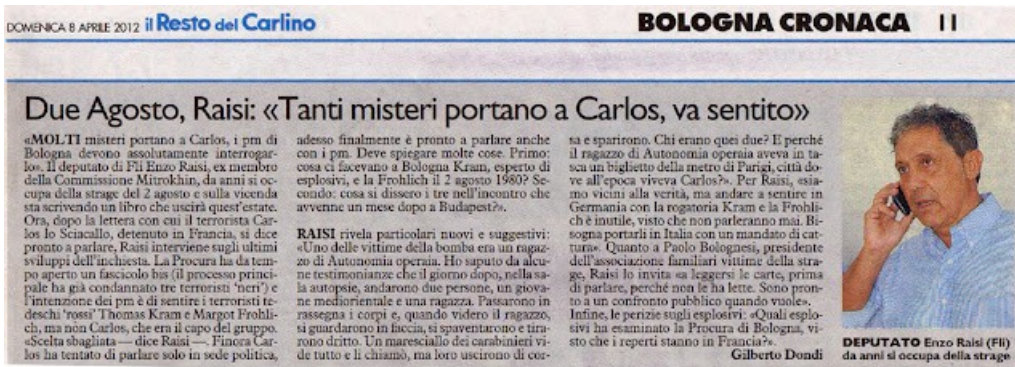 DOMENICA 8 APRILE 2012 il Resto del Carlino
BOLOGNA CRONACA 11
Due Agosto, Raisi: «Tanti misteri portano a Carlos, va sentito»
«MOLTI misteri portano a Carlos, i pm di
Bologna devono assolutamente interrogar-
lo». Il deputato di Fli Enzo Raisi, ex membro
della Commissione Mitrokhin, da anni si oc-
cupa della strage del 2 agosto e sulla vicenda
sta scrivendo un libro che uscirà quest'estate.
Ora, dopo la lettera con cui il terrorista Car-
los lo Sciacallo, detenuto in Francia, si dice
pronto a parlare, Raisi interviene sugli ultimi
sviluppi dell'inchiesta. La Procura ha da tem-
po aperto un fascicolo bis (il processo princi-
pale ha già condannato tre terroristi 'neri') e
l'intenzione dei pm è di sentire i terroristi te-
deschi 'rossi' Thomas Kram e Margot Frohli-
ch, ma non Carlos, che era il capo del gruppo.
«Scelta sbagliata — dice Raisi —. Finora Car-
los ha tentato di parlare solo in sede politica,
adesso finalmente è pronto a parlare anche
con i pm. Deve spiegare molte cose. Primo:
cosa ci facevano a Bologna Kram, esperto di
esplosivi, e la Frohlich il 2 agosto 1980? Se-
condo: cosa si dissero i tre nell'incontro che
avvenne un mese dopo a Budapest?».
RAISI rivela particolari nuovi e suggestivi:
«Uno delle vittime della bomba era un ragaz-
zo di Autonomia operaia. Ho saputo da alcu-
ne testimonianze che il giorno dopo, nella sa-
la autopsie, andarono due persone, un giova-
ne mediorientale e una ragazza. Passarono in
rassegna i corpi e, quando videro il ragazzo,
si guardarono in faccia, si spaventarono e tira-
rono dritto. Un maresciallo dei carabinieri vi-
de tutto e li chiamò, ma loro uscirono di cor-
sa e sparirono. Chi erano quei due? E perché
il ragazzo di Autonomia operaia aveva in ta-
sca un biglietto della metro di Parigi, città do-
ve all'epoca viveva Carlos?». Per Raisi, «sia-
mo vicini alla verità, ma andare a sentire in
Germania con la rogatoria Kram e la Frohli-
ch è inutile, visto che non parleranno mai. Bi-
sogna portarli in Italia con un mandato di cat-
tura». Quanto a Paolo Bolognesi, presidente
dell'associazione familiari vittime della stra-
ge, Raisi lo invita «a leggersi le carte, prima
di parlare, perché non le ha lette. Sono pron-
to a un confronto pubblico quando vuole».
Infine, le perizie sugli esplosivi: «Quali esplo-
sivi ha esaminato la Procura di Bologna, vi-
sto che i reperti stanno in Francia?».
Gilberto Dondi
DEPUTATO Enzo Raisi (Fli)
da anni si occupa della strage